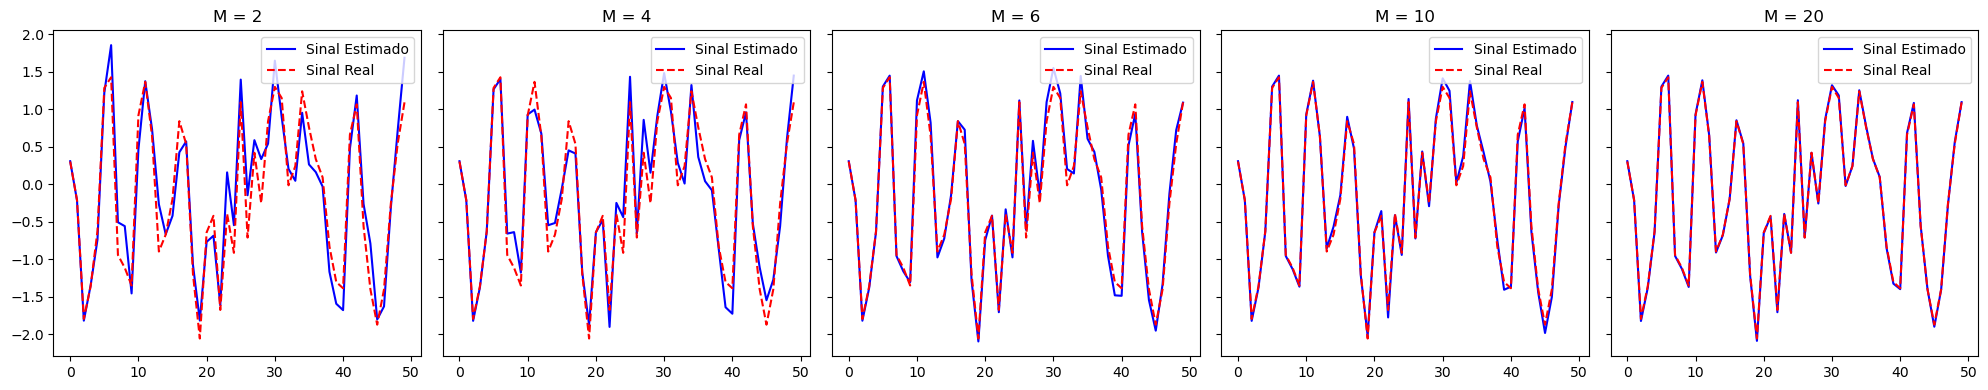 M = 2
M = 4
M = 6
M = 10
M = 20
2.0
1.5
1.0
0.5
0.0
−0.5
−1.0
−1.5
−2.0
Sinal Estimado
Sinal Real
Sinal Estimado
Sinal Real
Sinal Estimado
Sinal Real
Sinal Estimado
Sinal Real
Sinal Estimado
Sinal Real
0 10 20 30 40 50
0 10 20 30 40 50
0 10 20 30 40 50
0 10 20 30 40 50
0 10 20 30 40 50